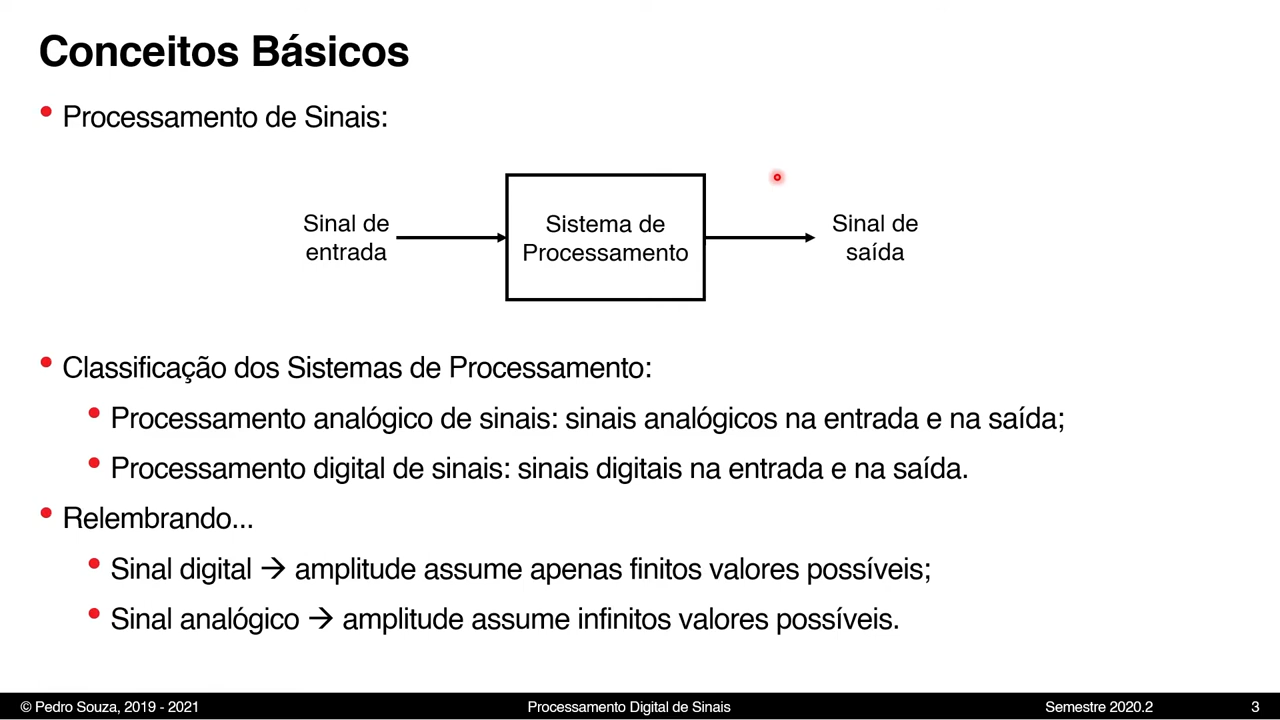 Conceitos Básicos
• Processamento de Sinais:
Sinal de
entrada
Sistema de
Processamento
Sinal de
saída
• Classificação dos Sistemas de Processamento:
• Processamento analógico de sinais: sinais analógicos na entrada e na saída;
• Processamento digital de sinais: sinais digitais na entrada e na saída.
• Relembrando...
• Sinal digital → amplitude assume apenas finitos valores possíveis;
• Sinal analógico → amplitude assume infinitos valores possíveis.
© Pedro Souza, 2019 - 2021 Processamento Digital de Sinais Semestre 2020.2 3